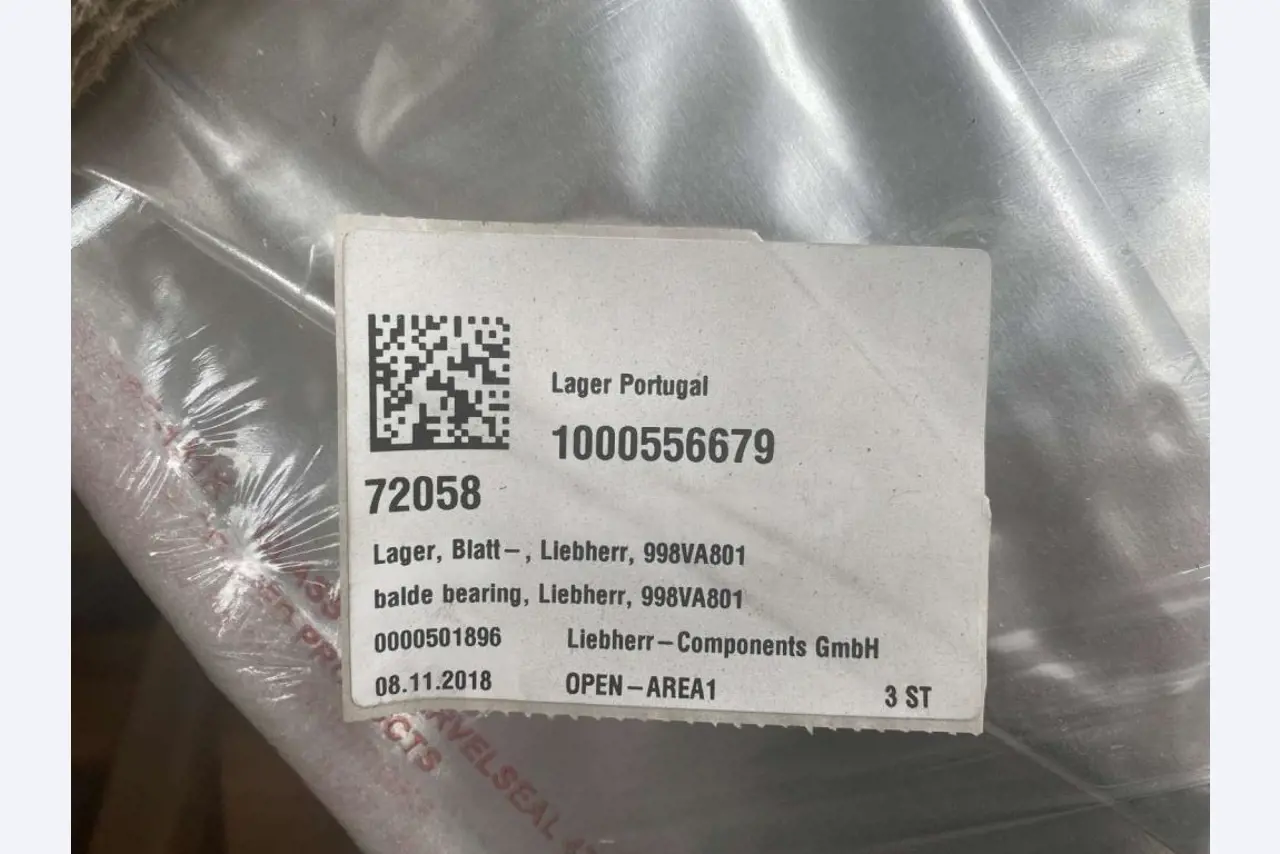 Lager Portugal
1000556679
72058
Lager, Blatt-, Liebherr, 998VA801
balde bearing, Liebherr, 998VA801
0000501896 Liebherr-Components GmbH
08.11.2018 OPEN-AREA1 3 ST
CTS